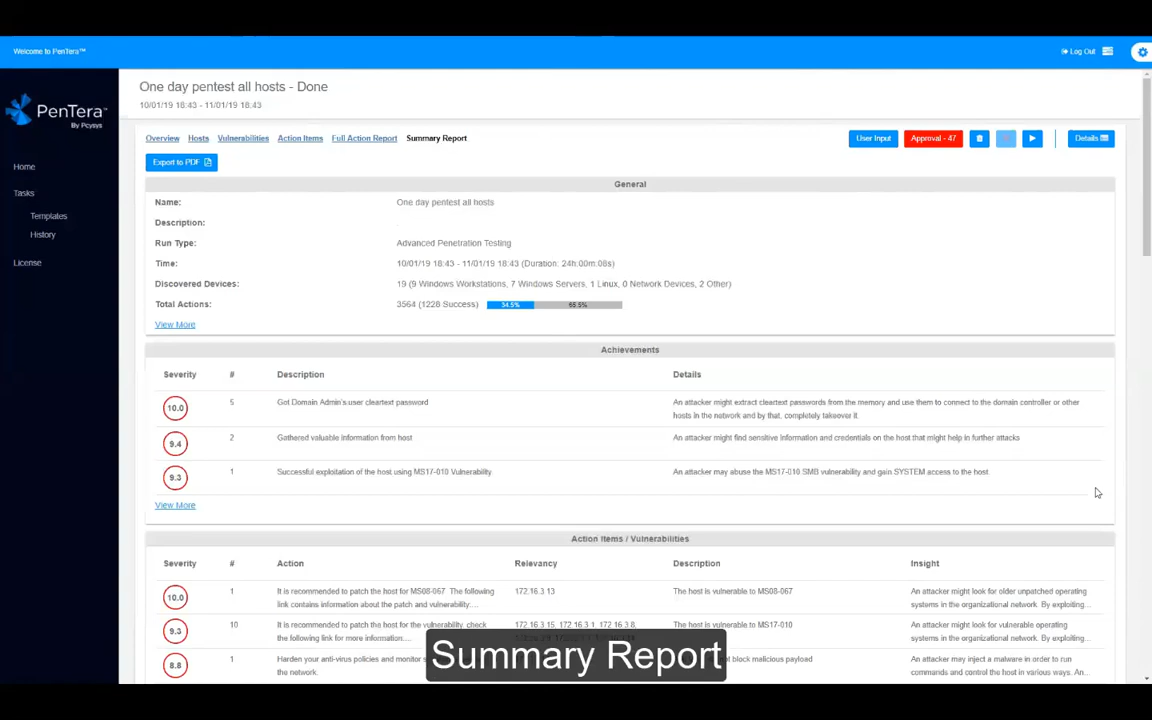 Welcome to PenTera™
Log Out
PenTera™
By Pcysys
Home
Tasks
Templates
History
License
One day pentest all hosts - Done
10/01/19 18:43 - 11/01/19 18:43
Overview Hosts Vulnerabilities Action Items Full Action Report Summary Report
User Input Approval - 47 Details
Export to PDF
General
Name: One day pentest all hosts
Description:
Run Type: Advanced Penetration Testing
Time: 10/01/19 18:43 - 11/01/19 18:43 (Duration: 24h:00m:08s)
Discovered Devices: 19 (9 Windows Workstations, 7 Windows Servers, 1 Linux, 0 Network Devices, 2 Other)
Total Actions: 3564 (1228 Success) 34.5% 65.5%
View More
Achievements
Severity # Description Details
10.0 5 Got Domain Admin's user cleartext password An attacker might extract cleartext passwords from the memory and use them to connect to the domain controller or other
hosts in the network and by that, completely takeover it.
9.4 2 Gathered valuable information from host An attacker might find sensitive information and credentials on the host that might help in further attacks
9.3 1 Successful exploitation of the host using MS17-010 Vulnerability An attacker may abuse the MS17-010 SMB vulnerability and gain SYSTEM access to the host.
View More
Action Items / Vulnerabilities
Severity # Action Relevancy Description Insight
10.0 1 It is recommended to patch the host for MS08-067 The following 172.16.3.13 The host is vulnerable to MS08-067 An attacker might look for older unpatched operating
link contains information about the patch and vulnerability:... systems in the organizational network. By exploiting...
9.3 10 It is recommended to patch the host for the vulnerability, check 172.16.3.15, 172.16.3.1, 172.16.3.8, The host is vulnerable to MS17-010 An attacker might look for vulnerable operating
the following link for more information:... systems in the organizational network. By exploiting...
8.8 1 Harden your anti-virus policies and monitor block malicious payload An attacker may inject a malware in order to run
the network. commands and control the host in various ways. An...
Summary Report